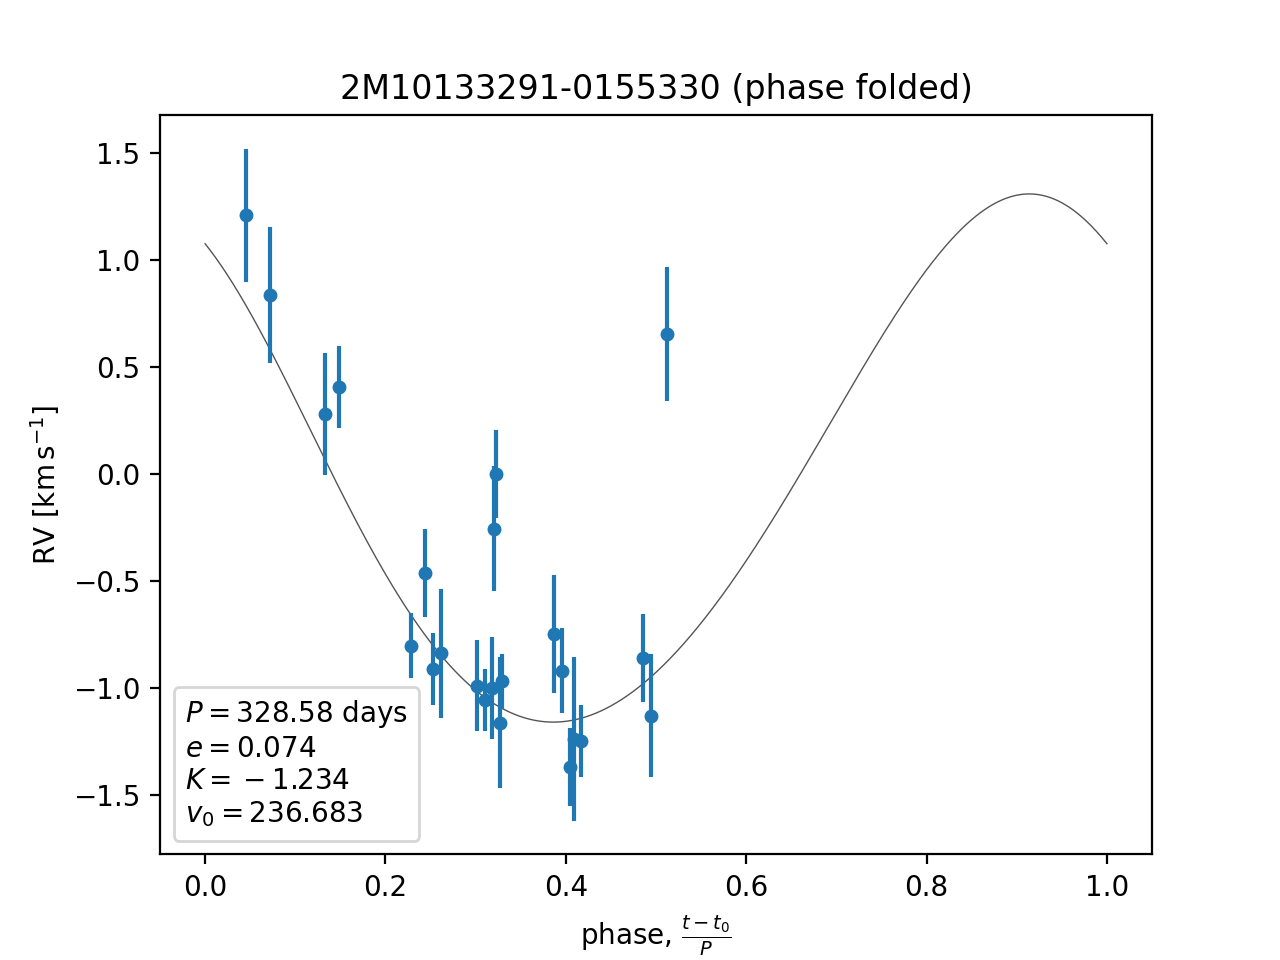 2M10133291-0155330 (phase folded)
1.5
1.0
0.5
0.0
−0.5
−1.0
−1.5
RV [km s⁻¹]
P = 328.58 days
e = 0.074
K = −1.234
v₀ = 236.683
0.0 0.2 0.4 0.6 0.8 1.0
phase, (t − t₀)/P